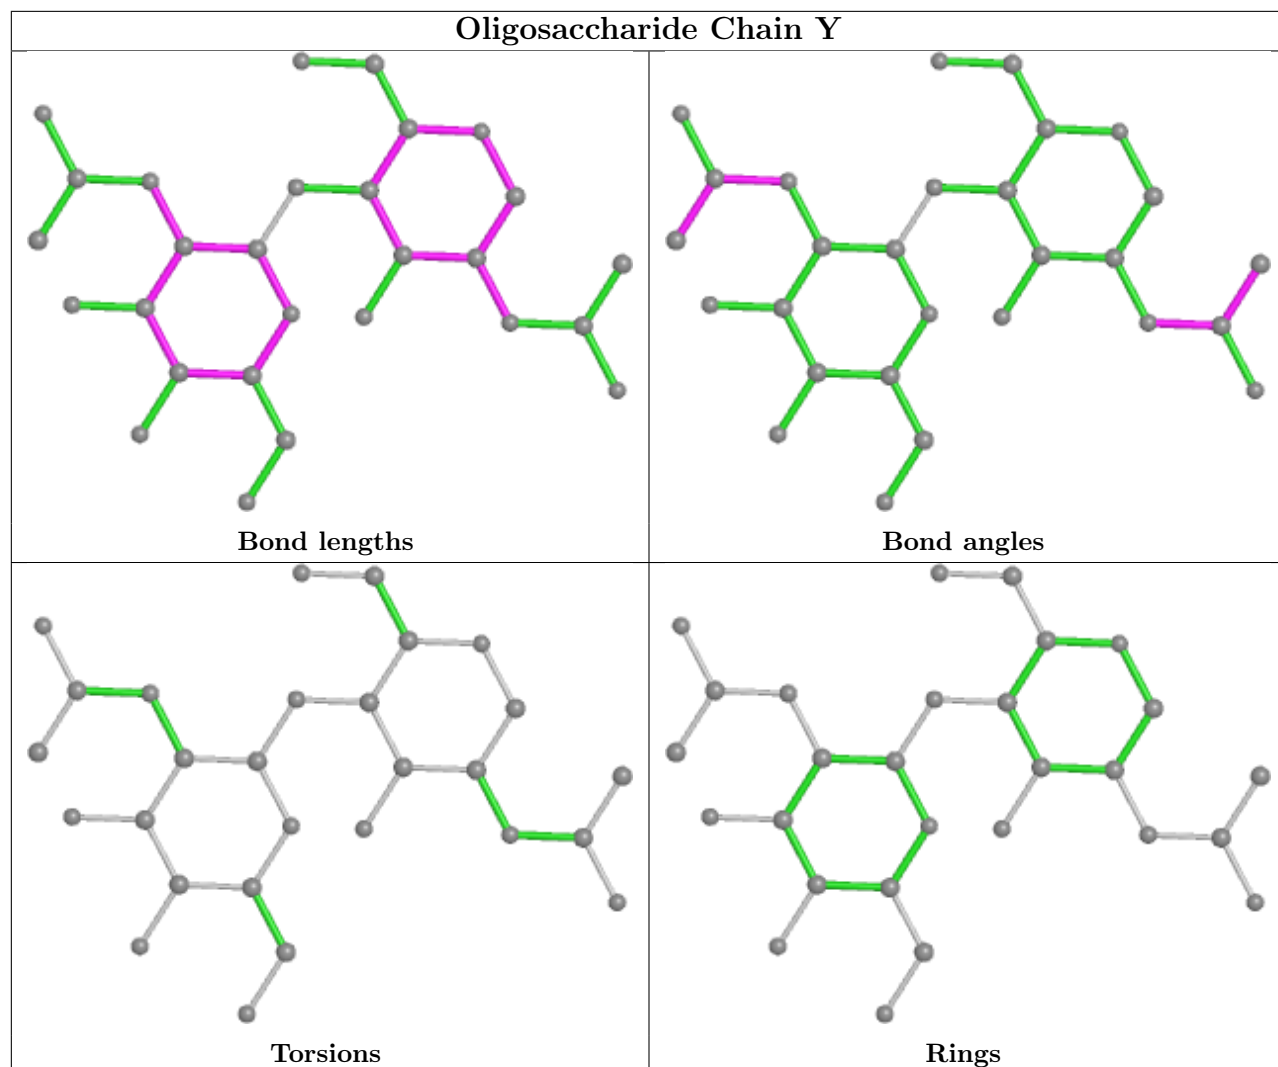 Oligosaccharide Chain Y
Bond lengths
Bond angles
Torsions
Rings